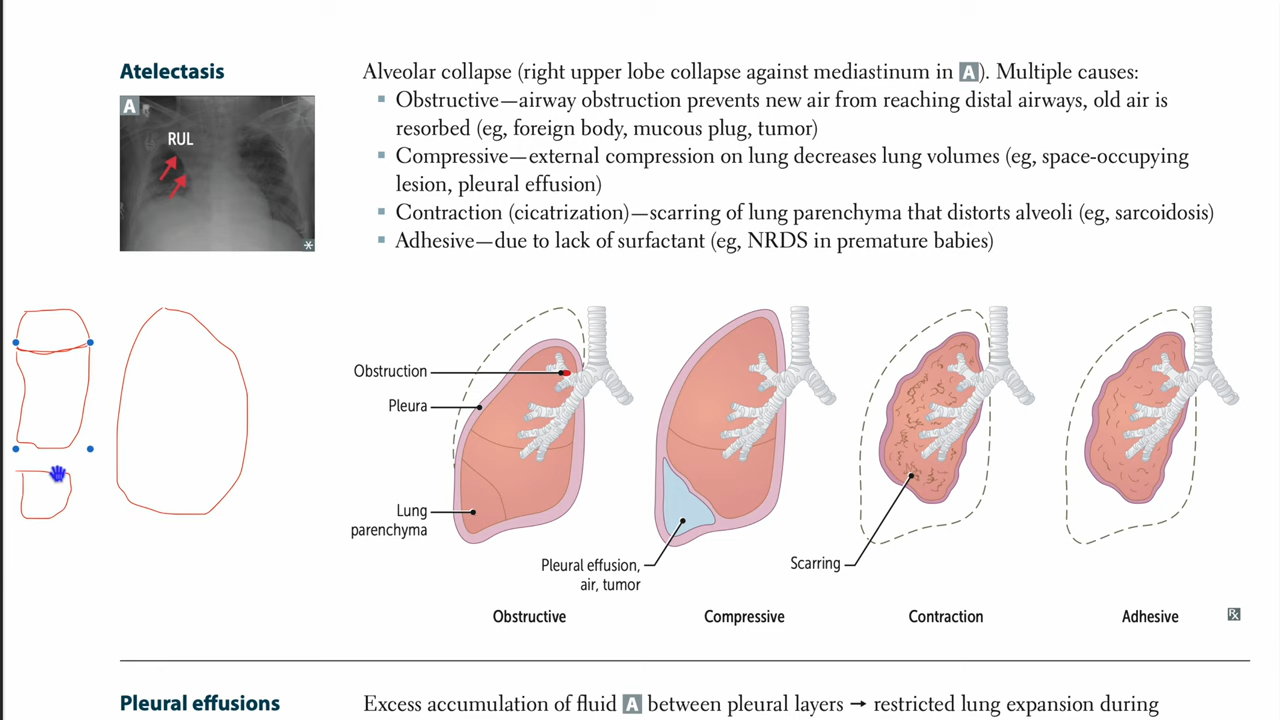 Atelectasis
A
RUL
*
Alveolar collapse (right upper lobe collapse against mediastinum in A). Multiple causes:
▪ Obstructive—airway obstruction prevents new air from reaching distal airways, old air is
resorbed (eg, foreign body, mucous plug, tumor)
▪ Compressive—external compression on lung decreases lung volumes (eg, space-occupying
lesion, pleural effusion)
▪ Contraction (cicatrization)—scarring of lung parenchyma that distorts alveoli (eg, sarcoidosis)
▪ Adhesive—due to lack of surfactant (eg, NRDS in premature babies)
Obstruction
Pleura
Lung
parenchyma
Pleural effusion,
air, tumor
Scarring
Obstructive
Compressive
Contraction
Adhesive
Rx
Pleural effusions
Excess accumulation of fluid A between pleural layers → restricted lung expansion during